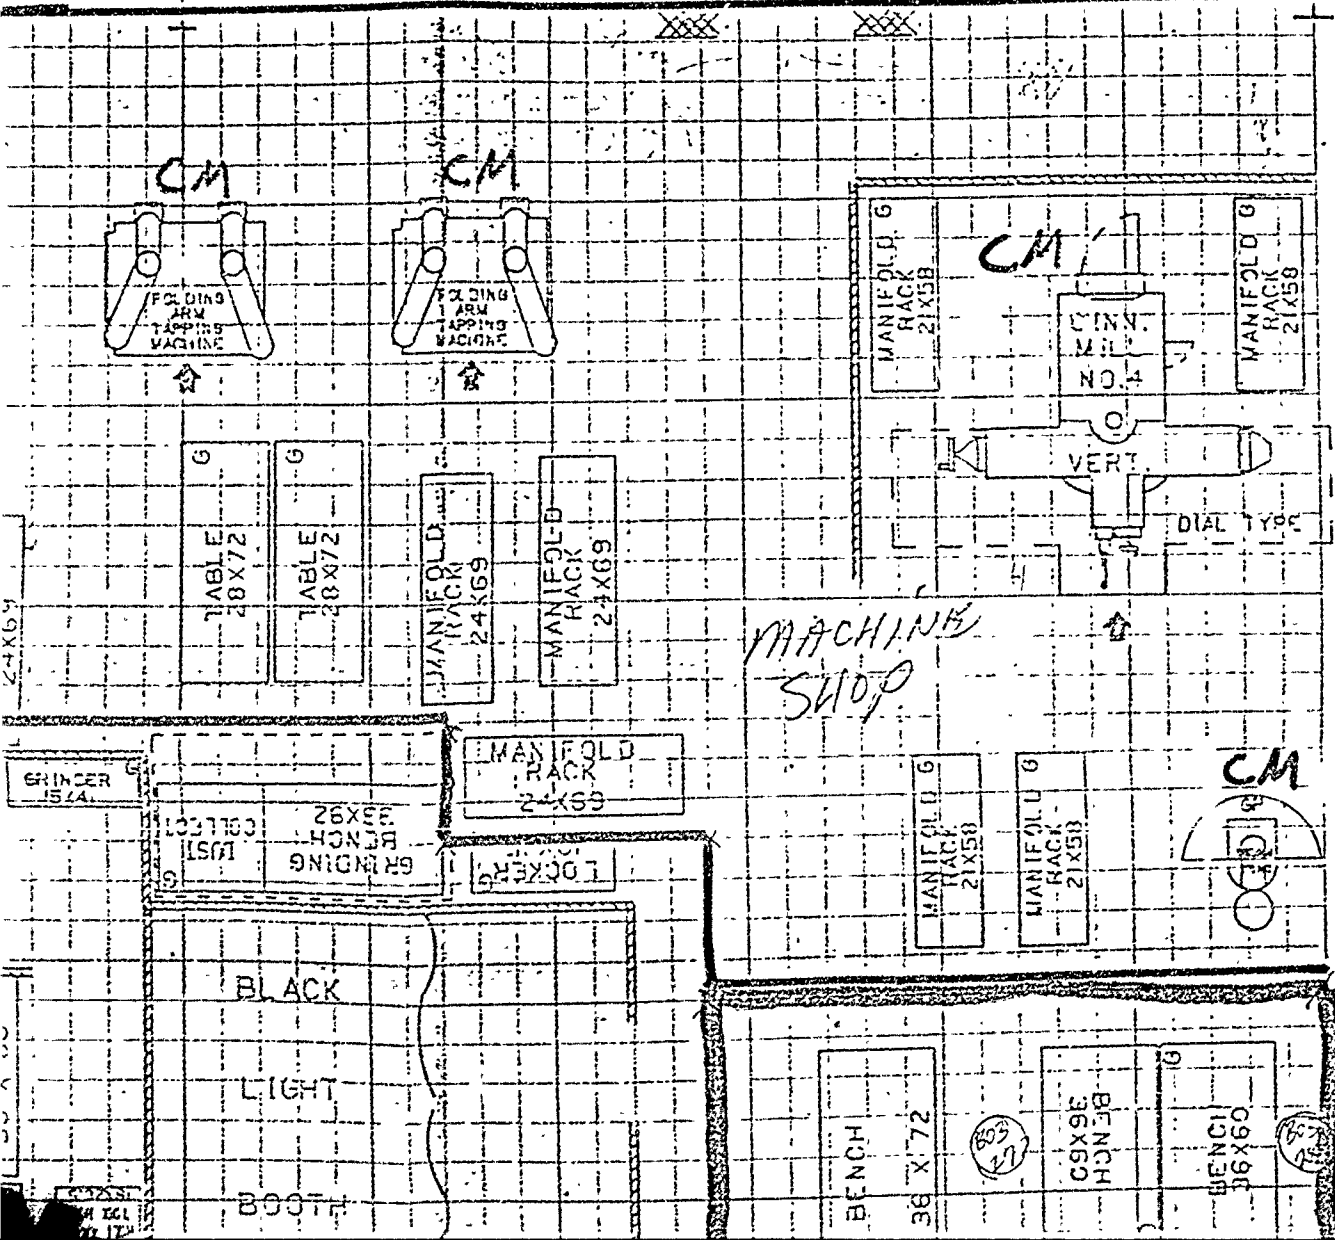 CM
FOLDING
ARM
TAPPING
MACHINE
CM
FOLDING
ARM
TAPPING
MACHINE
G
MANIFOLD
RACK
21X58
CM
CINN.
MILL
NO.4
VERT.
DIAL TYPE
G
MANIFOLD
RACK
21X58
G
TABLE
28X72
G
TABLE
28X72
MANIFOLD
RACK
24X69
MANIFOLD
RACK
24X69
24X69
MACHINE
SHOP
GRINDER
G
DUST
COLLECT
G
GRINDING
BENCH
33X92
MANIFOLD
RACK
24X69
LOCKER
G
G
MANIFOLD
RACK
21X58
G
MANIFOLD
RACK
21X58
CM
BLACK
LIGHT
BOOTH
BENCH
36 X 72
BENCH
36X60
G
BENCH
36X60